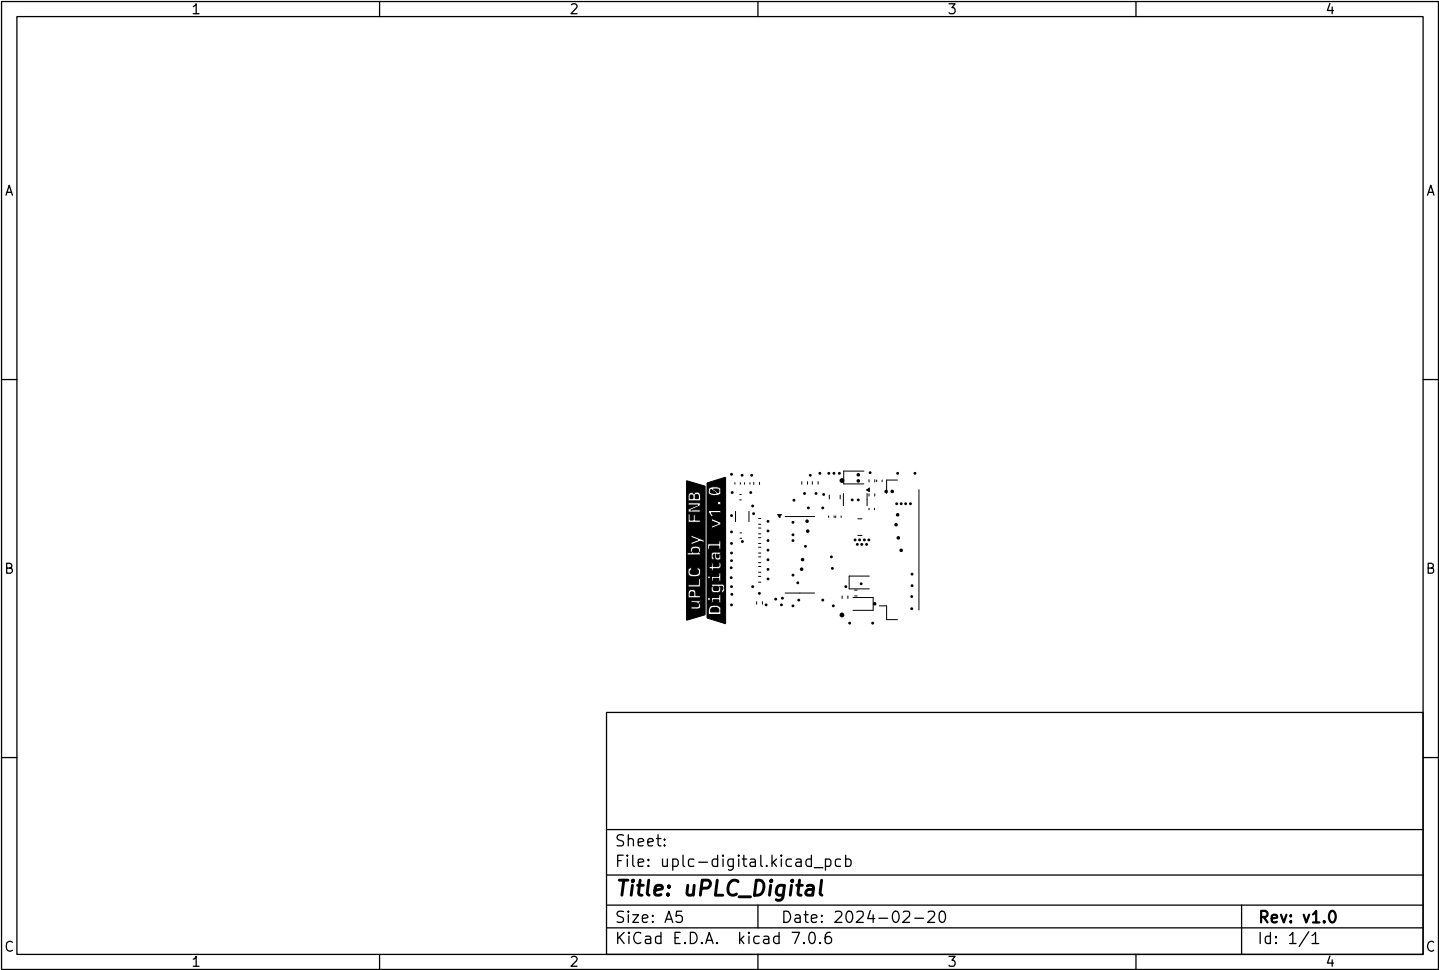 1 2 3 4
A A
uPLC by FNB
Digital v1.0
B B
Sheet:
File: uplc-digital.kicad_pcb
Title: uPLC_Digital
Size: A5 Date: 2024-02-20 Rev: v1.0
KiCad E.D.A. kicad 7.0.6 Id: 1/1
C C
1 2 3 4